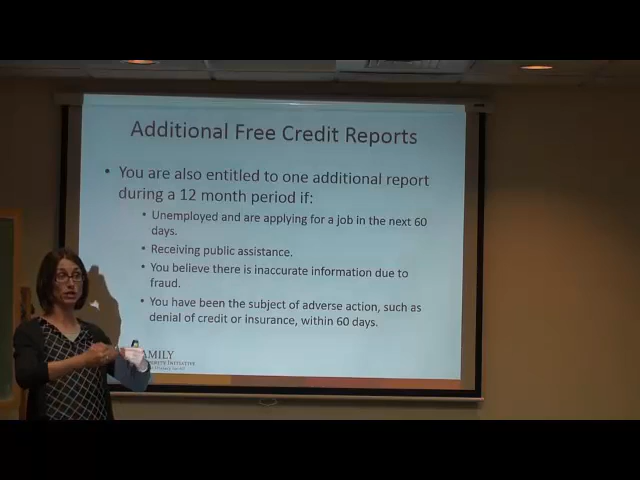 Additional Free Credit Reports
• You are also entitled to one additional report
during a 12 month period if:
• Unemployed and are applying for a job in the next 60
days.
• Receiving public assistance.
• You believe there is inaccurate information due to
fraud.
• You have been the subject of adverse action, such as
denial of credit or insurance, within 60 days.
AMILY
INITIATIVE